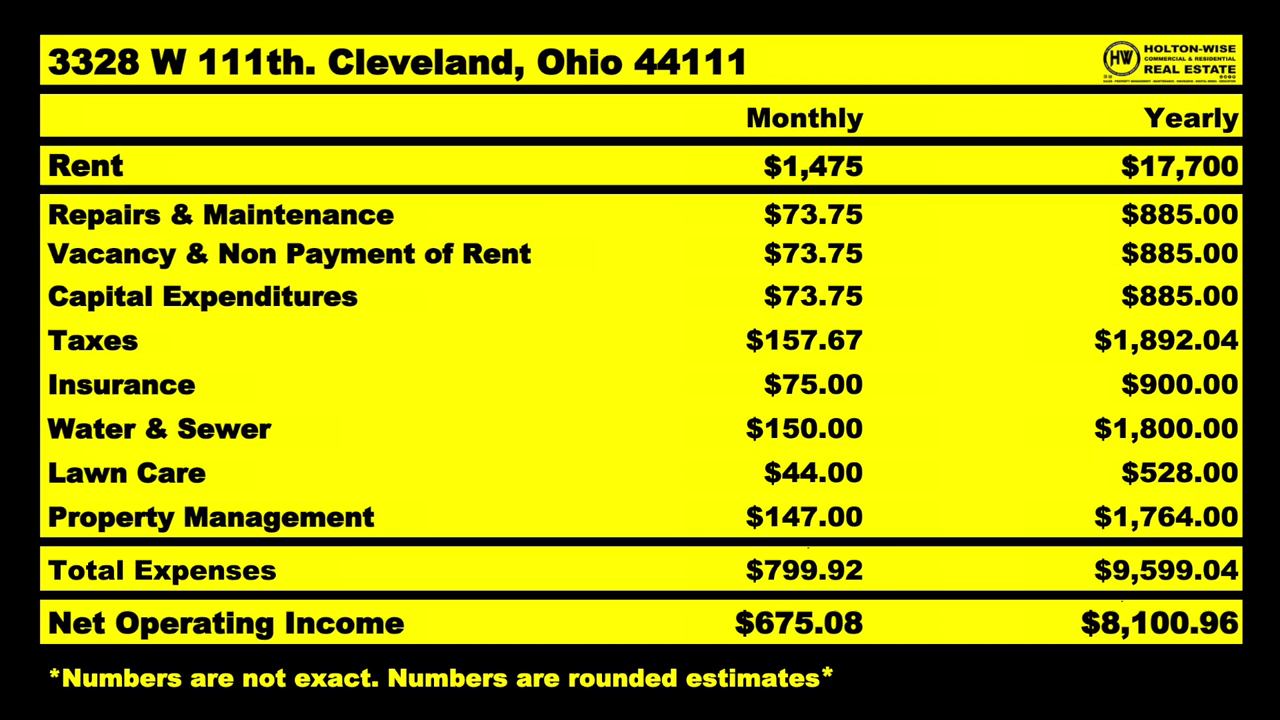 3328 W 111th. Cleveland, Ohio 44111
HW HOLTON-WISE
COMMERCIAL & RESIDENTIAL
REAL ESTATE
Monthly Yearly
Rent $1,475 $17,700
Repairs & Maintenance $73.75 $885.00
Vacancy & Non Payment of Rent $73.75 $885.00
Capital Expenditures $73.75 $885.00
Taxes $157.67 $1,892.04
Insurance $75.00 $900.00
Water & Sewer $150.00 $1,800.00
Lawn Care $44.00 $528.00
Property Management $147.00 $1,764.00
Total Expenses $799.92 $9,599.04
Net Operating Income $675.08 $8,100.96
*Numbers are not exact. Numbers are rounded estimates*